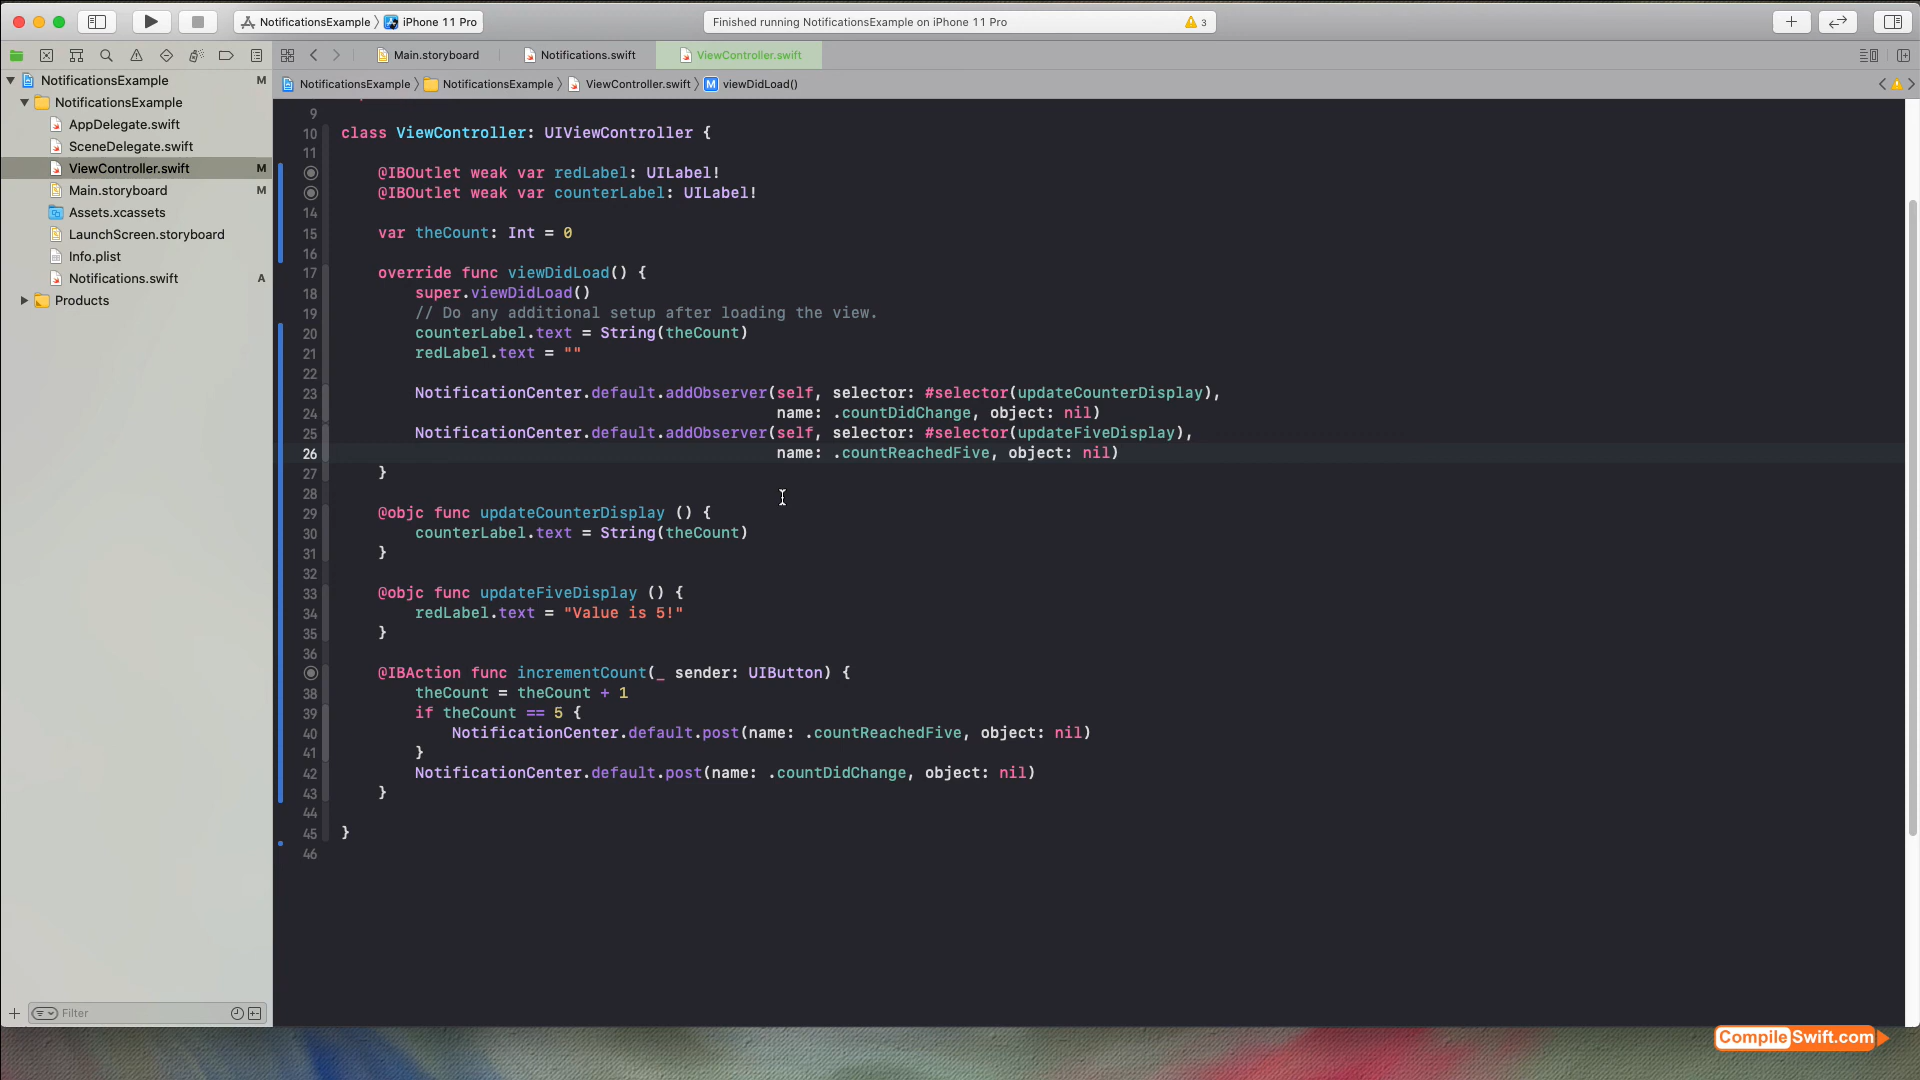 NotificationsExample
iPhone 11 Pro
Finished running NotificationsExample on iPhone 11 Pro
3
Main.storyboard
Notifications.swift
ViewController.swift
NotificationsExample
NotificationsExample
ViewController.swift
M
viewDidLoad()
NotificationsExample M
NotificationsExample
AppDelegate.swift
SceneDelegate.swift
ViewController.swift M
Main.storyboard M
Assets.xcassets
LaunchScreen.storyboard
Info.plist
Notifications.swift A
Products
Filter
9
10 class ViewController: UIViewController {
11
@IBOutlet weak var redLabel: UILabel!
@IBOutlet weak var counterLabel: UILabel!
14
15 var theCount: Int = 0
16
17 override func viewDidLoad() {
18 super.viewDidLoad()
19 // Do any additional setup after loading the view.
20 counterLabel.text = String(theCount)
21 redLabel.text = ""
22
23 NotificationCenter.default.addObserver(self, selector: #selector(updateCounterDisplay),
24 name: .countDidChange, object: nil)
25 NotificationCenter.default.addObserver(self, selector: #selector(updateFiveDisplay),
26 name: .countReachedFive, object: nil)
27 }
28
29 @objc func updateCounterDisplay () {
30 counterLabel.text = String(theCount)
31 }
32
33 @objc func updateFiveDisplay () {
34 redLabel.text = "Value is 5!"
35 }
36
@IBAction func incrementCount(_ sender: UIButton) {
38 theCount = theCount + 1
39 if theCount == 5 {
40 NotificationCenter.default.post(name: .countReachedFive, object: nil)
41 }
42 NotificationCenter.default.post(name: .countDidChange, object: nil)
43 }
44
45 }
46
CompileSwift.com